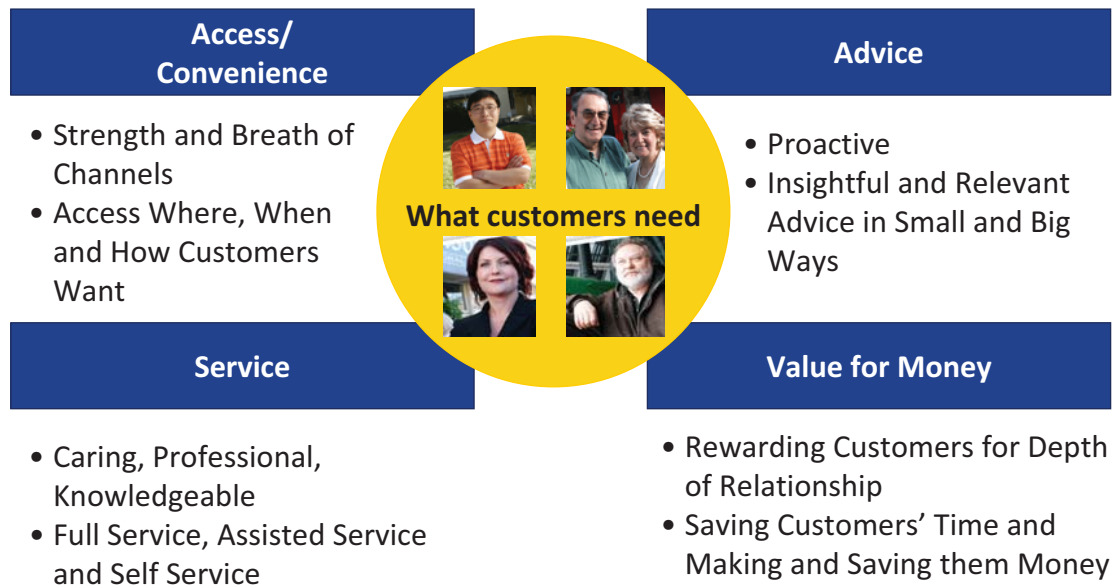 Access/
Convenience
• Strength and Breath of
Channels
• Access Where, When
and How Customers
Want
What customers need
Advice
• Proactive
• Insightful and Relevant
Advice in Small and Big
Ways
Service
• Caring, Professional,
Knowledgeable
• Full Service, Assisted Service
and Self Service
Value for Money
• Rewarding Customers for Depth
of Relationship
• Saving Customers’ Time and
Making and Saving them Money